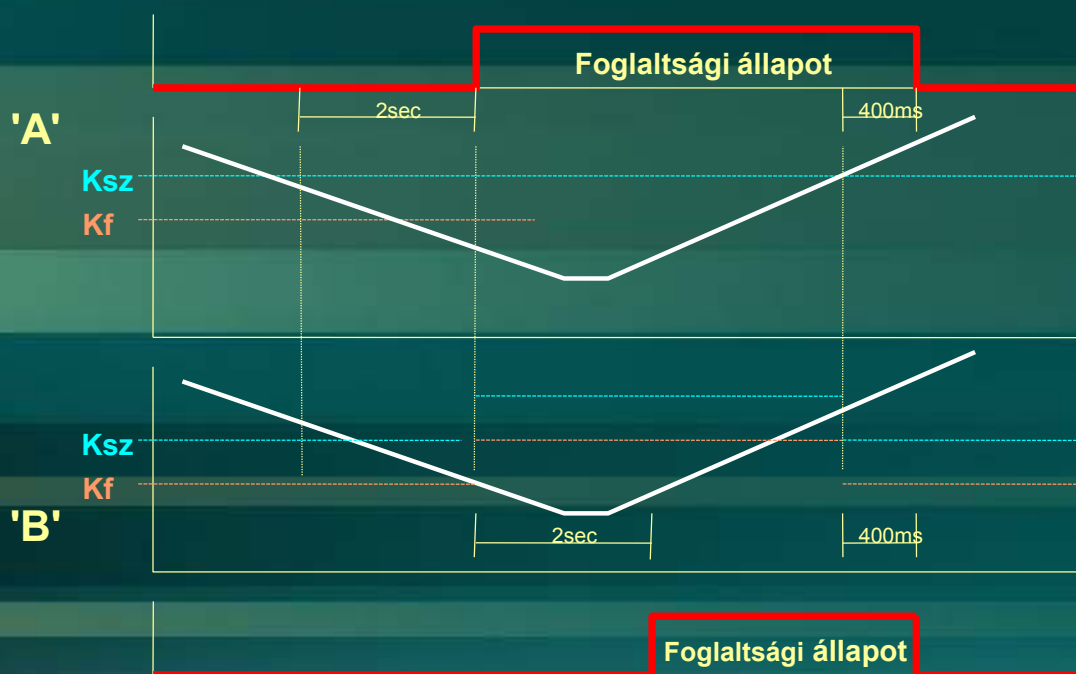 Foglaltsági állapot
2sec
400ms
'A'
Ksz
Kf
Ksz
Kf
'B'
2sec
400ms
Foglaltsági állapot